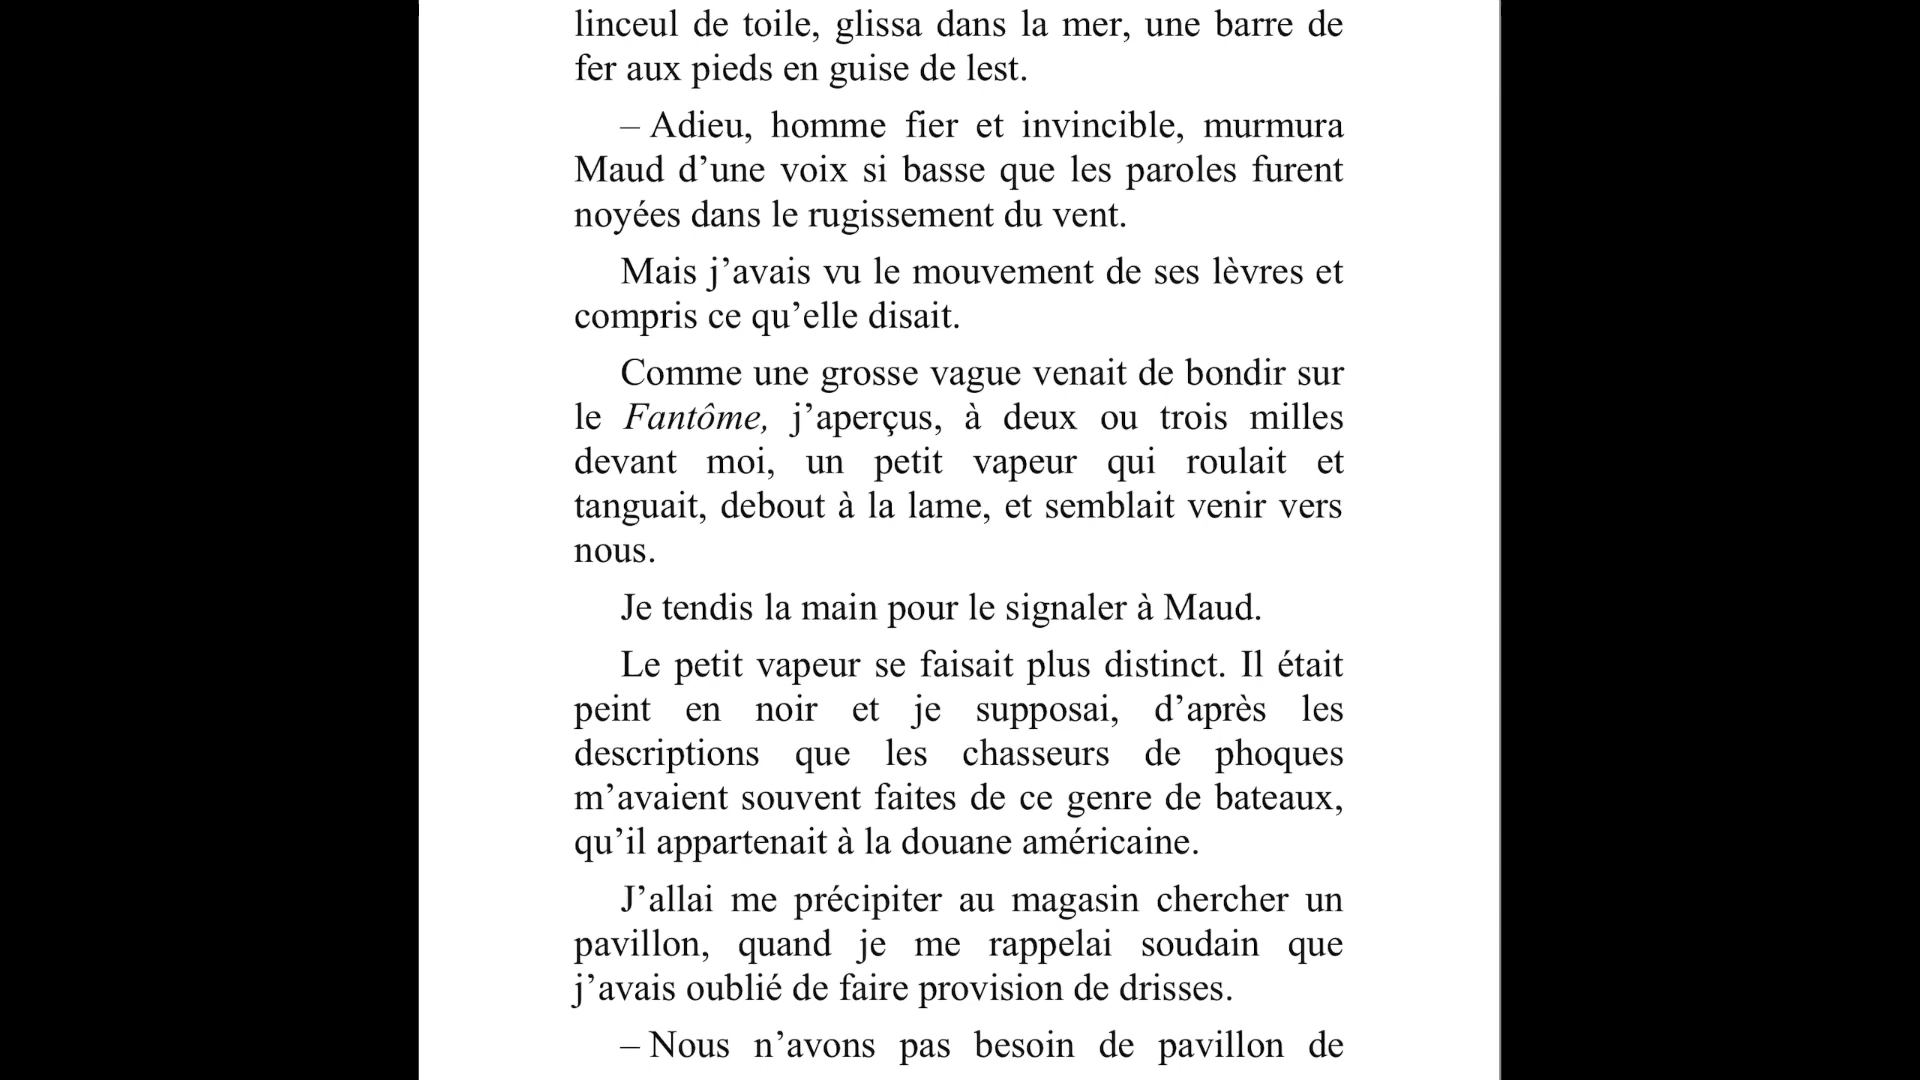 linceul de toile, glissa dans la mer, une barre de
fer aux pieds en guise de lest.
– Adieu, homme fier et invincible, murmura
Maud d’une voix si basse que les paroles furent
noyées dans le rugissement du vent.
Mais j’avais vu le mouvement de ses lèvres et
compris ce qu’elle disait.
Comme une grosse vague venait de bondir sur
le Fantôme, j’aperçus, à deux ou trois milles
devant moi, un petit vapeur qui roulait et
tanguait, debout à la lame, et semblait venir vers
nous.
Je tendis la main pour le signaler à Maud.
Le petit vapeur se faisait plus distinct. Il était
peint en noir et je supposai, d’après les
descriptions que les chasseurs de phoques
m’avaient souvent faites de ce genre de bateaux,
qu’il appartenait à la douane américaine.
J’allai me précipiter au magasin chercher un
pavillon, quand je me rappelai soudain que
j’avais oublié de faire provision de drisses.
– Nous n’avons pas besoin de pavillon de